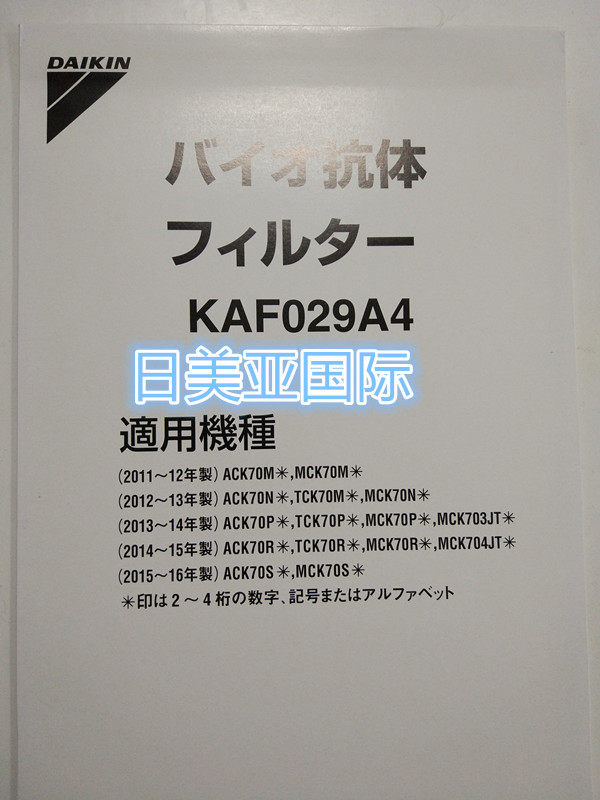 DAIKIN
バイオ抗体
フィルター
KAF029A4
日美亚国际
適用機種
(2011～12年製) ACK70M＊,MCK70M＊
(2012～13年製) ACK70N＊,TCK70M＊,MCK70N＊
(2013～14年製) ACK70P＊,TCK70P＊,MCK70P＊,MCK703JT＊
(2014～15年製) ACK70R＊,TCK70R＊,MCK70R＊,MCK704JT＊
(2015～16年製) ACK70S＊,MCK70S＊
＊印は2～4桁の数字、記号またはアルファベット